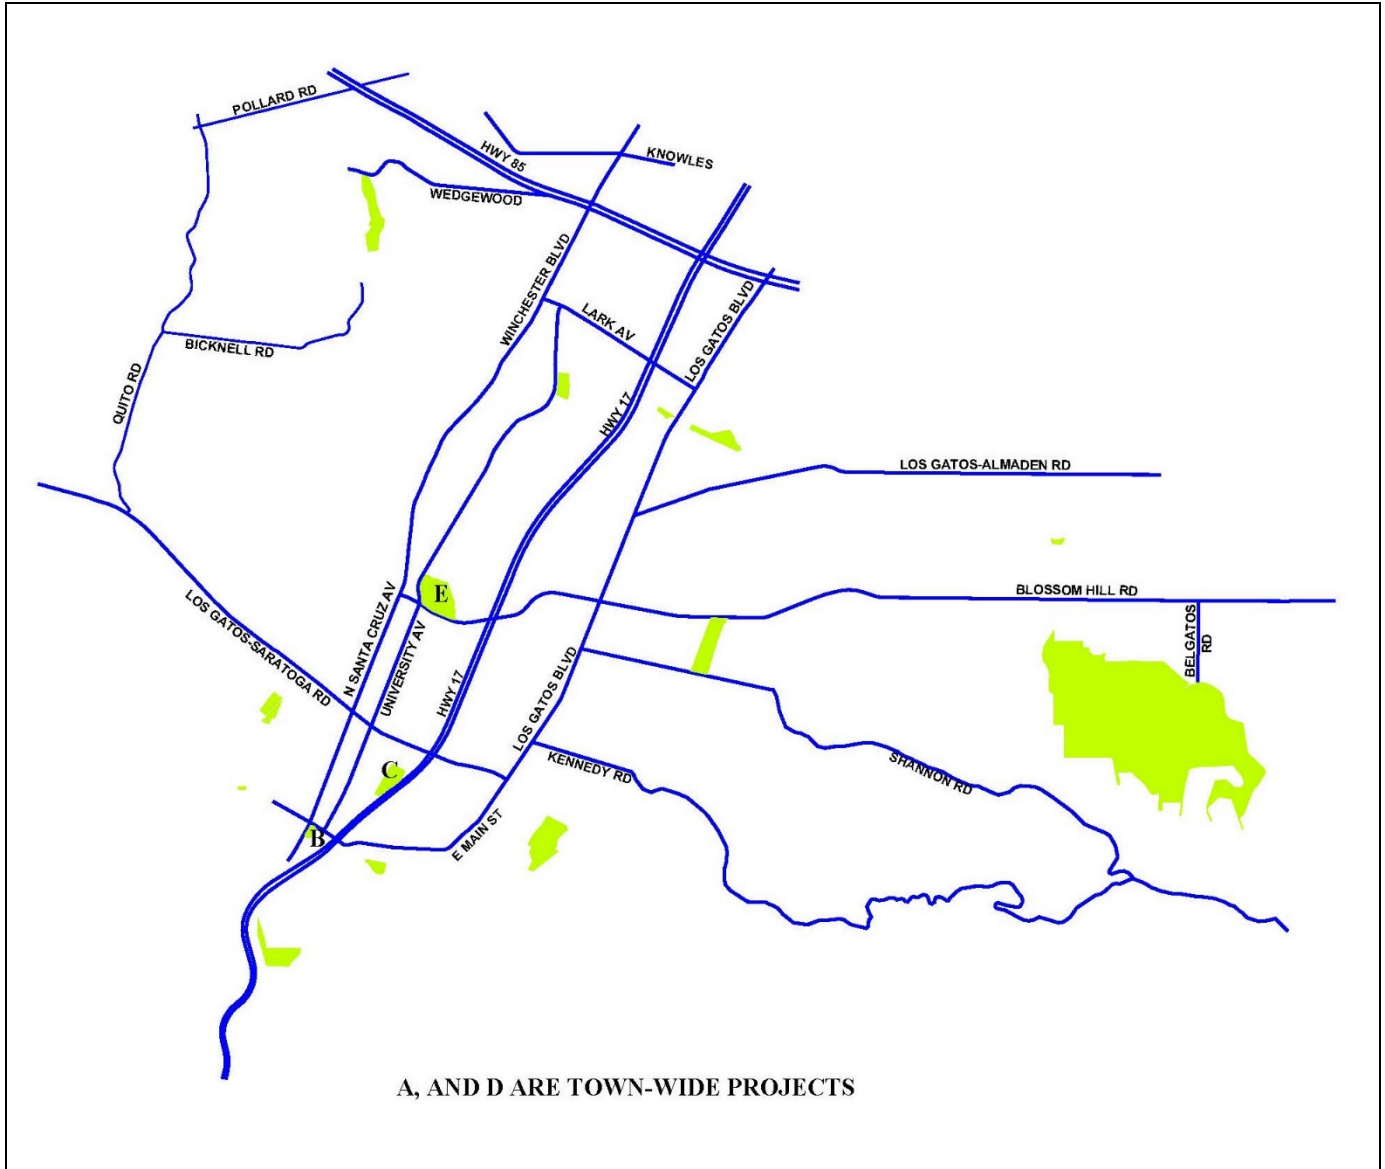 POLLARD RD
HWY 85
KNOWLES
WEDGEWOOD
WINCHESTER BLVD
LARK AV
LOS GATOS BLVD
BICKNELL RD
QUITO RD
HWY 17
LOS GATOS-ALMADEN RD
E
BLOSSOM HILL RD
BELGATOS
RD
LOS GATOS-SARATOGA RD
N SANTA CRUZ AV
UNIVERSITY AV
HWY 17
LOS GATOS BLVD
KENNEDY RD
SHANNON RD
C
B
E MAIN ST
A, AND D ARE TOWN-WIDE PROJECTS